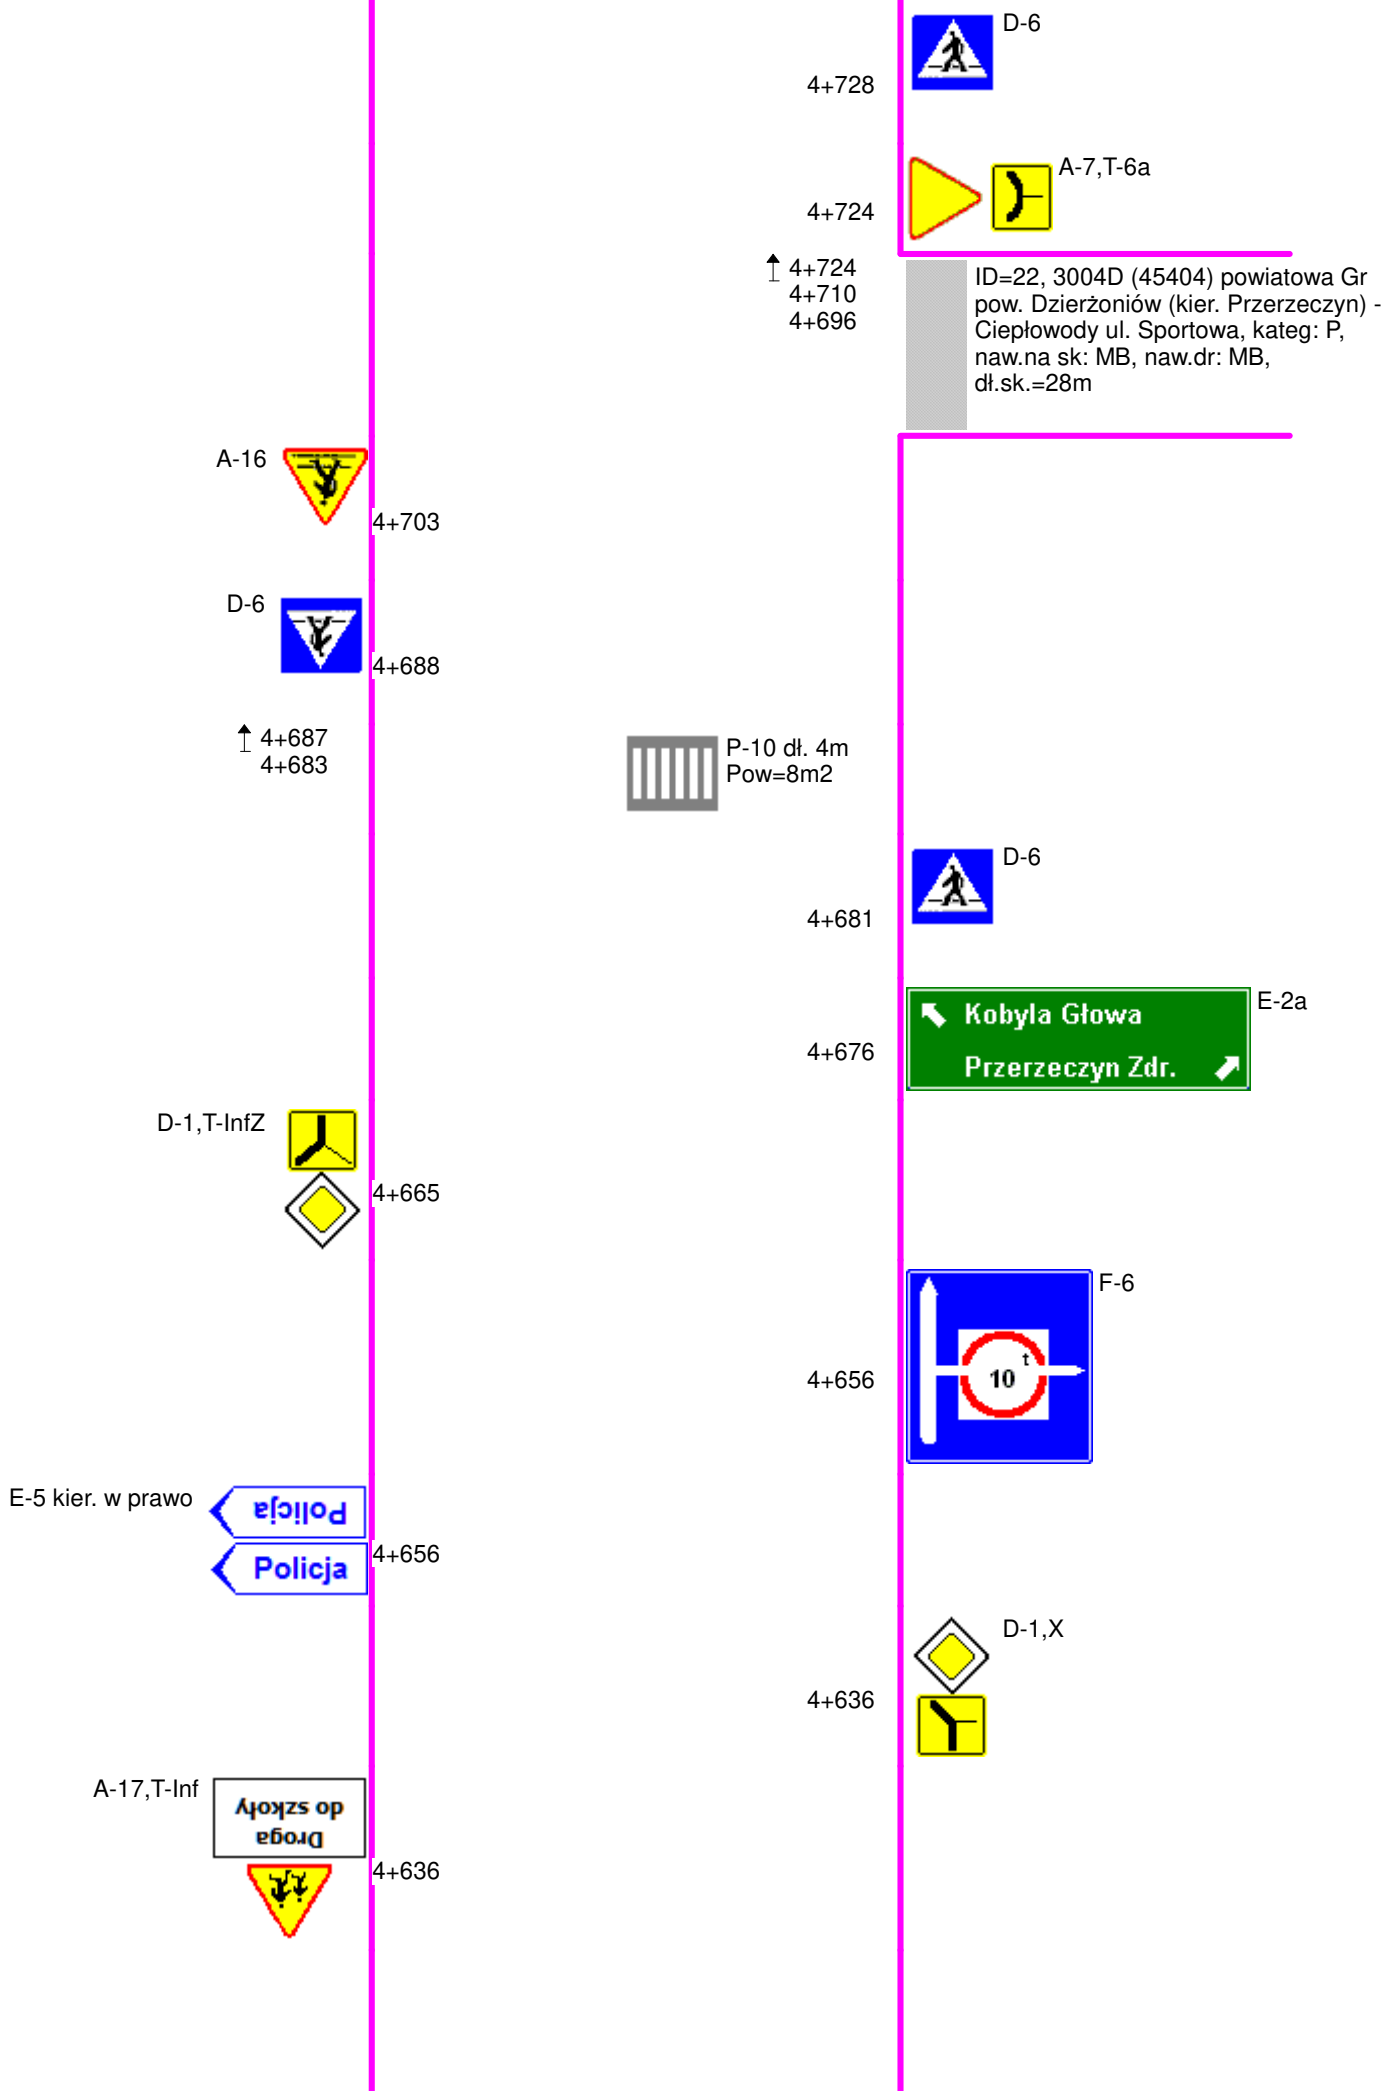 D-6
4+728
A-7,T-6a
4+724
4+724
4+710
4+696
ID=22, 3004D (45404) powiatowa Gr
pow. Dzierżoniów (kier. Przerzeczyn) -
Ciepłowody ul. Sportowa, kateg: P,
naw.na sk: MB, naw.dr: MB,
dł.sk.=28m
A-16
4+703
D-6
4+688
4+687
4+683
P-10 dł. 4m
Pow=8m2
D-6
4+681
E-2a
Kobyla Głowa
4+676
Przerzeczyn Zdr.
D-1,T-InfZ
4+665
F-6
t
10
4+656
E-5 kier. w prawo
Policja
Policja
4+656
D-1,X
4+636
A-17,T-Inf
Droga
do szkoły
4+636